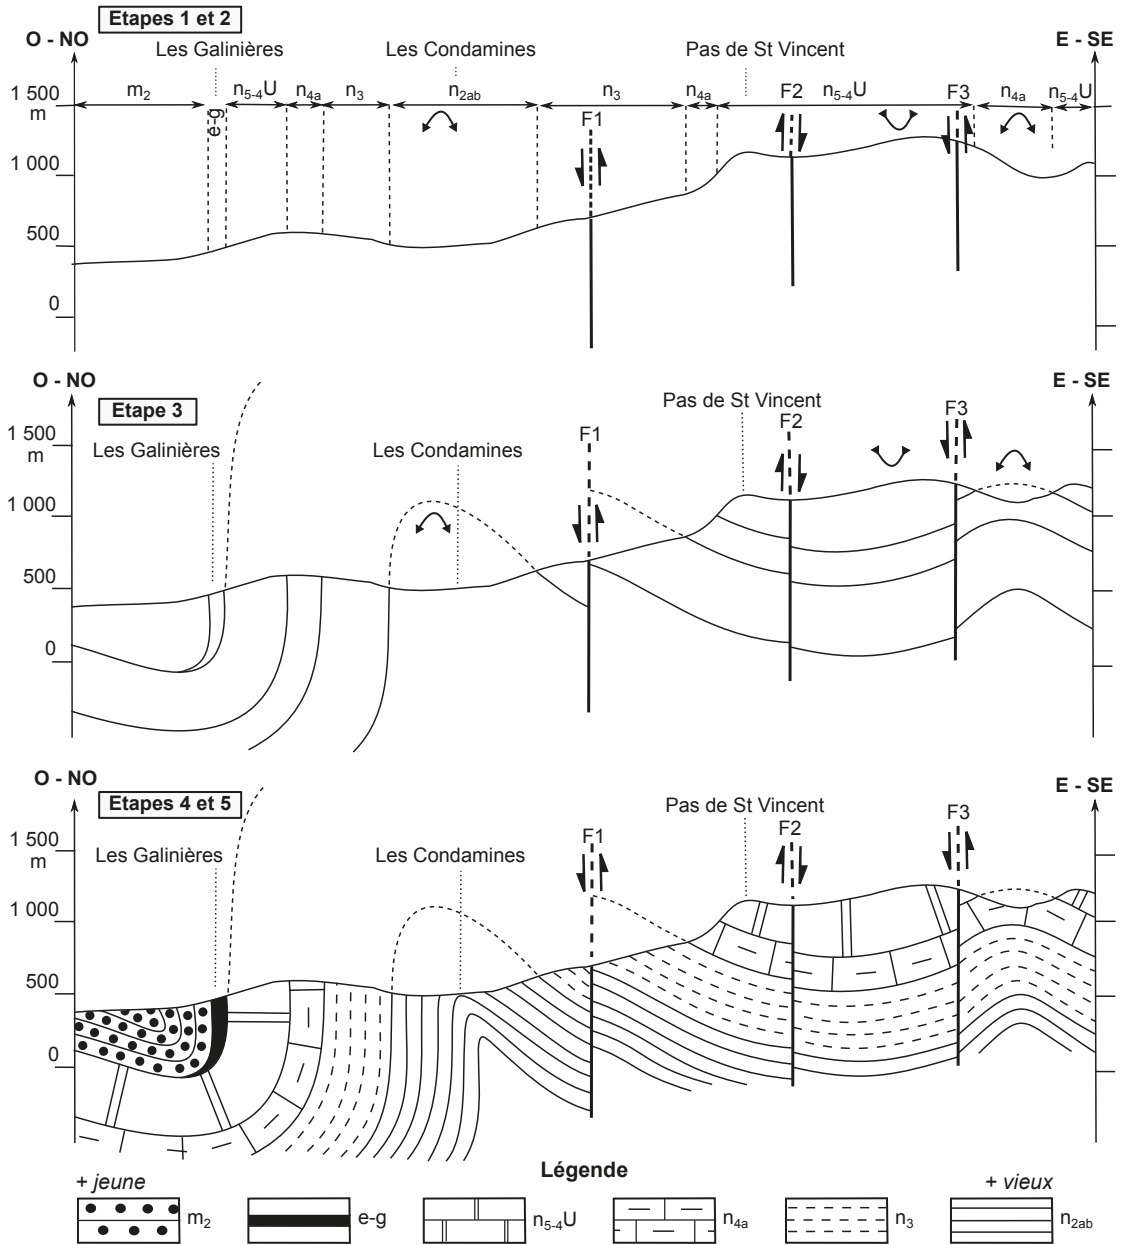 Etapes 1 et 2
O - NO
E - SE
Les Galinières
Les Condamines
Pas de St Vincent
m2 e-g n5-4U n4a n3 n2ab n3 n4a F2 n5-4U F3 n4a n5-4U
1 500
m
F1
1 000
500
0
O - NO
E - SE
Etape 3
Pas de St Vincent
F3
F2
F1
1 500
m
Les Galinières
Les Condamines
1 000
500
0
O - NO
E - SE
Etapes 4 et 5
Pas de St Vincent
F3
F2
F1
1 500
m
Les Galinières
Les Condamines
1 000
500
0
Légende
+ jeune
+ vieux
m2 e-g n5-4U n4a n3 n2ab